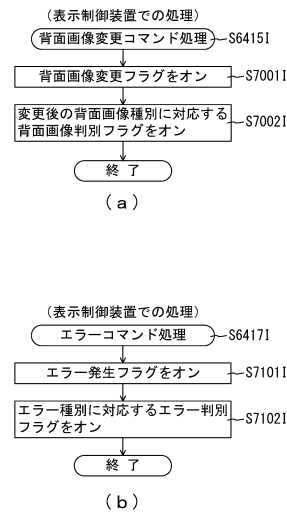 (表示制御装置での処理)
背面画像変更コマンド処理 S6415I
背面画像変更フラグをオン S7001I
変更後の背面画像種別に対応する
背面画像判別フラグをオン S7002I
終 了
(a)
(表示制御装置での処理)
エラーコマンド処理 S6417I
エラー発生フラグをオン S7101I
エラー種別に対応するエラー判別
フラグをオン S7102I
終 了
(b)